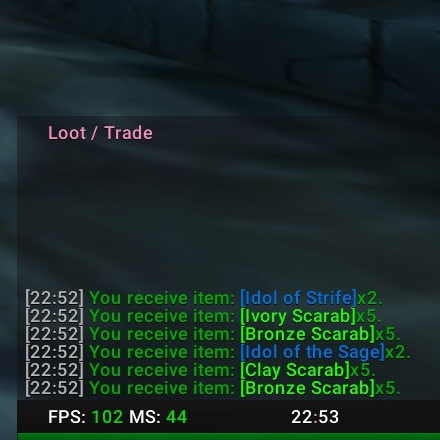 Loot / Trade
[22:52] You receive item: [Idol of Strife]x2.
[22:52] You receive item: [Ivory Scarab]x5.
[22:52] You receive item: [Bronze Scarab]x5.
[22:52] You receive item: [Idol of the Sage]x2.
[22:52] You receive item: [Clay Scarab]x5.
[22:52] You receive item: [Bronze Scarab]x5.
FPS: 102 MS: 44 22:53